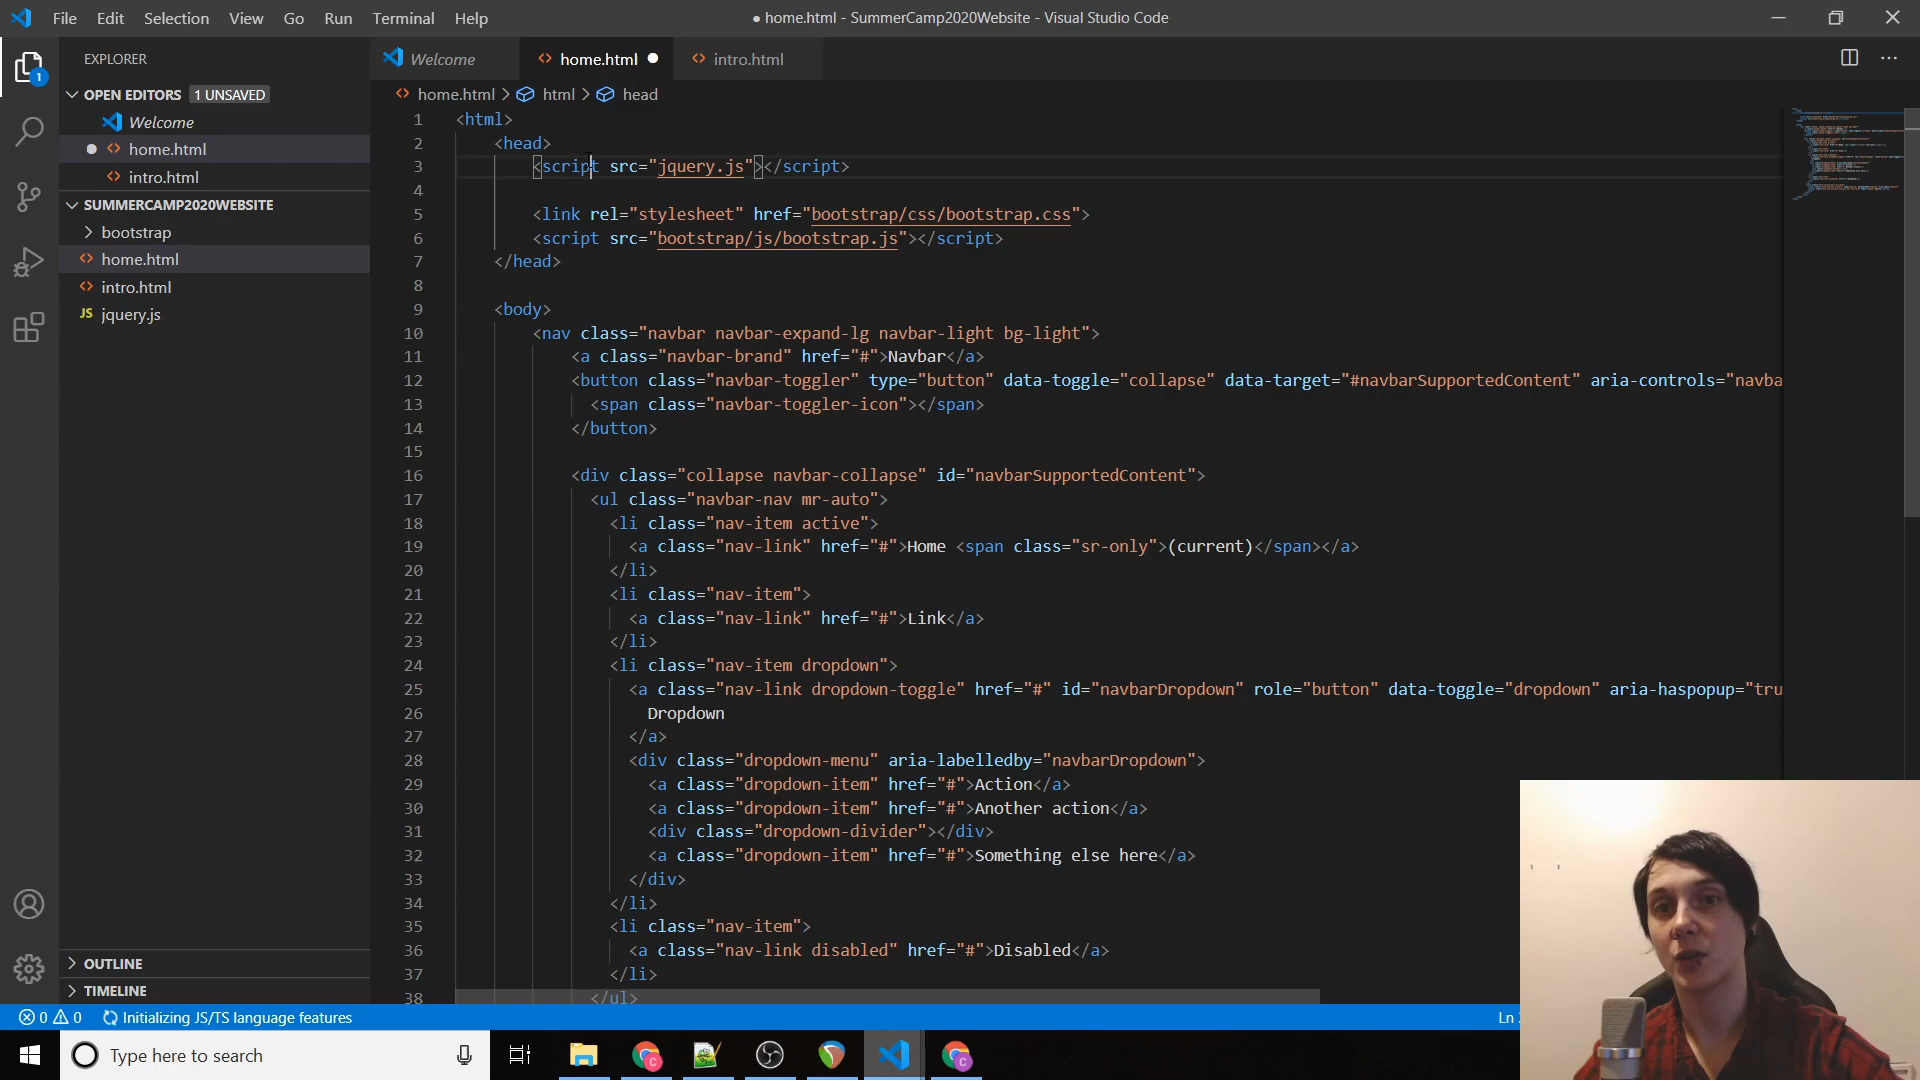 File Edit Selection View Go Run Terminal Help
● home.html - SummerCamp2020Website - Visual Studio Code
EXPLORER
Welcome
home.html
intro.html
OPEN EDITORS 1 UNSAVED
Welcome
home.html
intro.html
SUMMERCAMP2020WEBSITE
bootstrap
home.html
intro.html
JS jquery.js
OUTLINE
TIMELINE
1
home.html > html > head
1 <html>
2 <head>
3 <script src="jquery.js"></script>
4
5 <link rel="stylesheet" href="bootstrap/css/bootstrap.css">
6 <script src="bootstrap/js/bootstrap.js"></script>
7 </head>
8
9 <body>
10 <nav class="navbar navbar-expand-lg navbar-light bg-light">
11 <a class="navbar-brand" href="#">Navbar</a>
12 <button class="navbar-toggler" type="button" data-toggle="collapse" data-target="#navbarSupportedContent" aria-controls="navba
13 <span class="navbar-toggler-icon"></span>
14 </button>
15
16 <div class="collapse navbar-collapse" id="navbarSupportedContent">
17 <ul class="navbar-nav mr-auto">
18 <li class="nav-item active">
19 <a class="nav-link" href="#">Home <span class="sr-only">(current)</span></a>
20 </li>
21 <li class="nav-item">
22 <a class="nav-link" href="#">Link</a>
23 </li>
24 <li class="nav-item dropdown">
25 <a class="nav-link dropdown-toggle" href="#" id="navbarDropdown" role="button" data-toggle="dropdown" aria-haspopup="tru
26 Dropdown
27 </a>
28 <div class="dropdown-menu" aria-labelledby="navbarDropdown">
29 <a class="dropdown-item" href="#">Action</a>
30 <a class="dropdown-item" href="#">Another action</a>
31 <div class="dropdown-divider"></div>
32 <a class="dropdown-item" href="#">Something else here</a>
33 </div>
34 </li>
35 <li class="nav-item">
36 <a class="nav-link disabled" href="#">Disabled</a>
37 </li>
38 </ul>
0 0 Initializing JS/TS language features
Ln
Type here to search